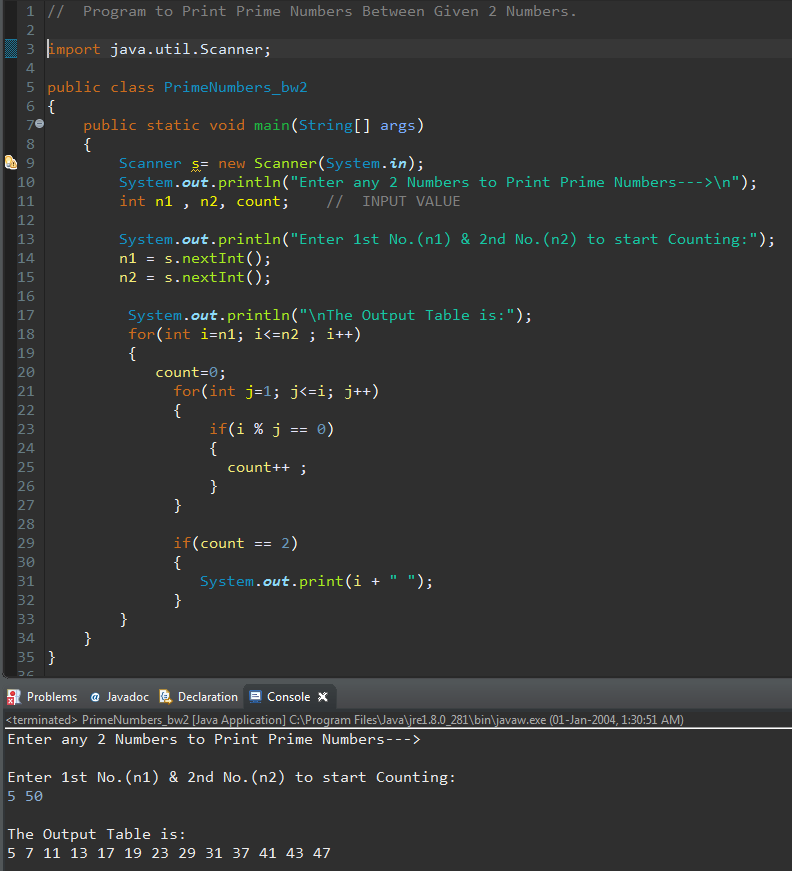 1 //  Program to Print Prime Numbers Between Given 2 Numbers.
2
3 import java.util.Scanner;
4
5 public class PrimeNumbers_bw2
6 {
7     public static void main(String[] args)
8     {
9         Scanner s= new Scanner(System.in);
10         System.out.println("Enter any 2 Numbers to Print Prime Numbers--->\n");
11         int n1 , n2, count;    //  INPUT VALUE
12
13         System.out.println("Enter 1st No.(n1) & 2nd No.(n2) to start Counting:");
14         n1 = s.nextInt();
15         n2 = s.nextInt();
16
17          System.out.println("\nThe Output Table is:");
18          for(int i=n1; i<=n2 ; i++)
19          {
20             count=0;
21               for(int j=1; j<=i; j++)
22               {
23                   if(i % j == 0)
24                   {
25                     count++ ;
26                   }
27               }
28
29               if(count == 2)
30               {
31                  System.out.print(i + " ");
32               }
33         }
34     }
35 }
36
Problems Javadoc Declaration Console
<terminated> PrimeNumbers_bw2 [Java Application] C:\Program Files\Java\jre1.8.0_281\bin\javaw.exe (01-Jan-2004, 1:30:51 AM)
Enter any 2 Numbers to Print Prime Numbers--->
Enter 1st No.(n1) & 2nd No.(n2) to start Counting:
5 50
The Output Table is:
5 7 11 13 17 19 23 29 31 37 41 43 47